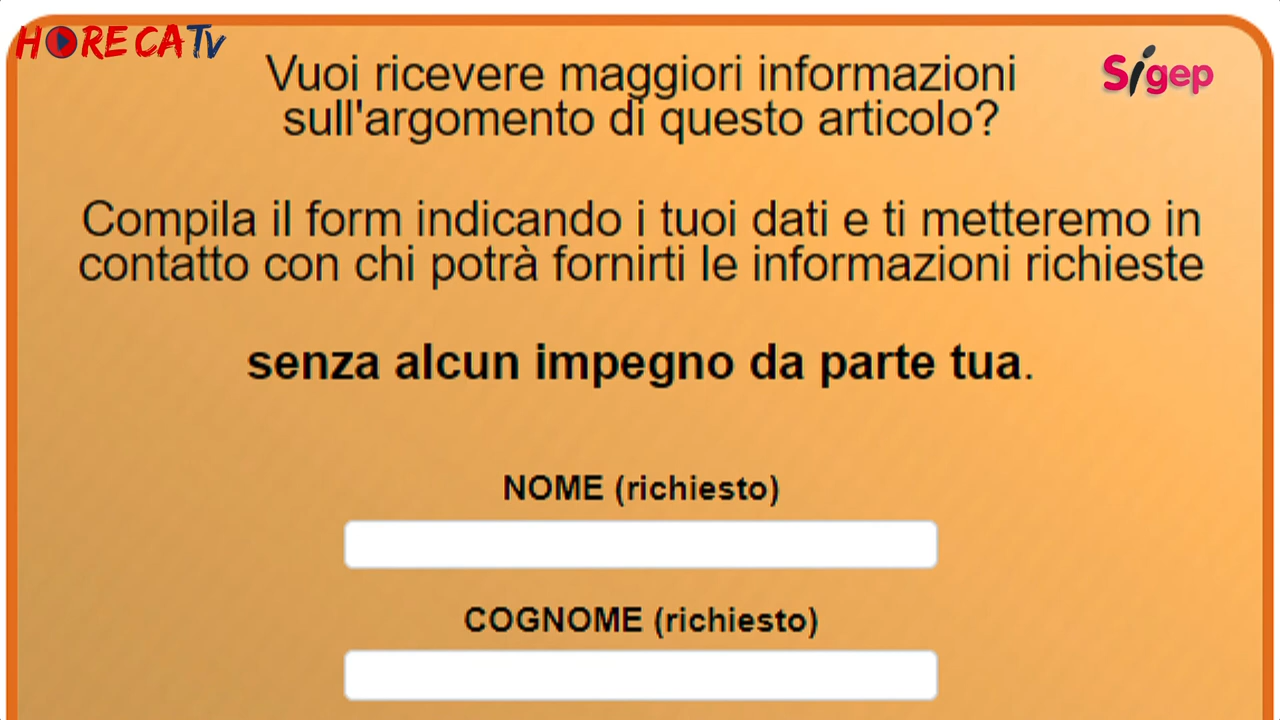 HORECATv
Sigep
Vuoi ricevere maggiori informazioni
sull'argomento di questo articolo?
Compila il form indicando i tuoi dati e ti metteremo in
contatto con chi potrà fornirti le informazioni richieste
senza alcun impegno da parte tua.
NOME (richiesto)
COGNOME (richiesto)